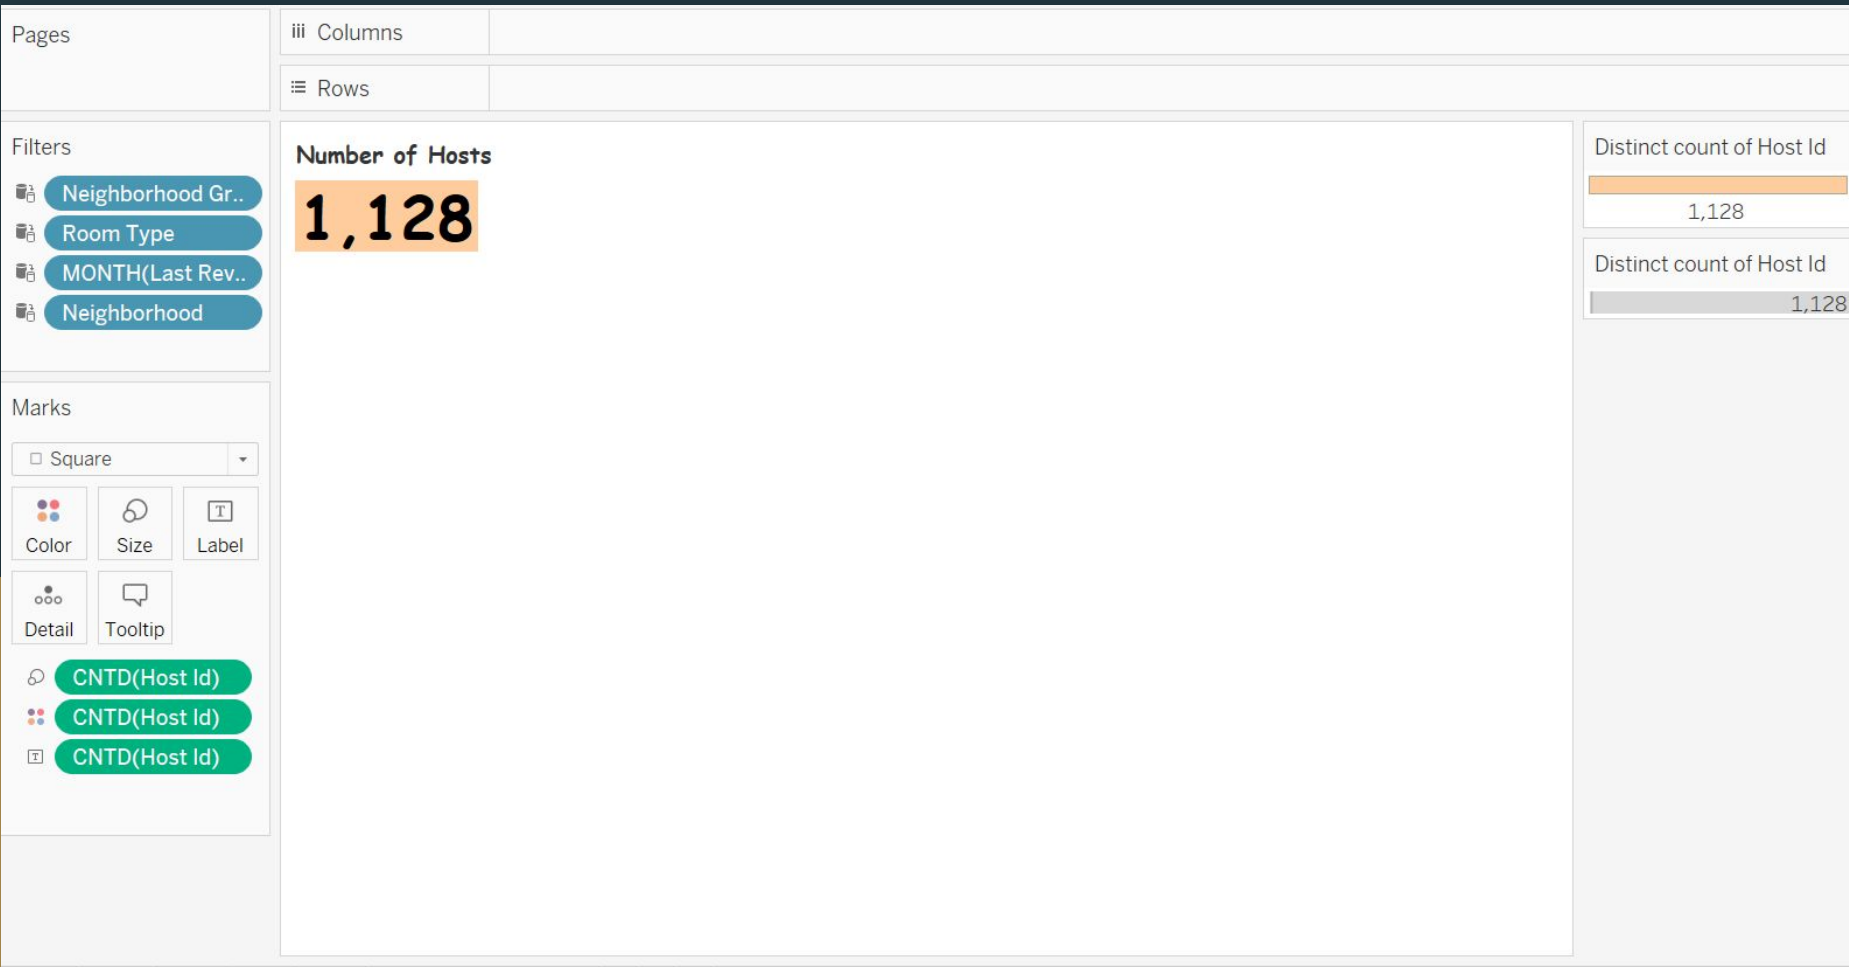 Pages
Columns
Rows
Filters
Neighborhood Gr..
Room Type
MONTH(Last Rev..
Neighborhood
Marks
Square
Color
Size
T
Label
Detail
Tooltip
CNTD(Host Id)
CNTD(Host Id)
T
CNTD(Host Id)
Number of Hosts
1,128
Distinct count of Host Id
1,128
Distinct count of Host Id
1,128